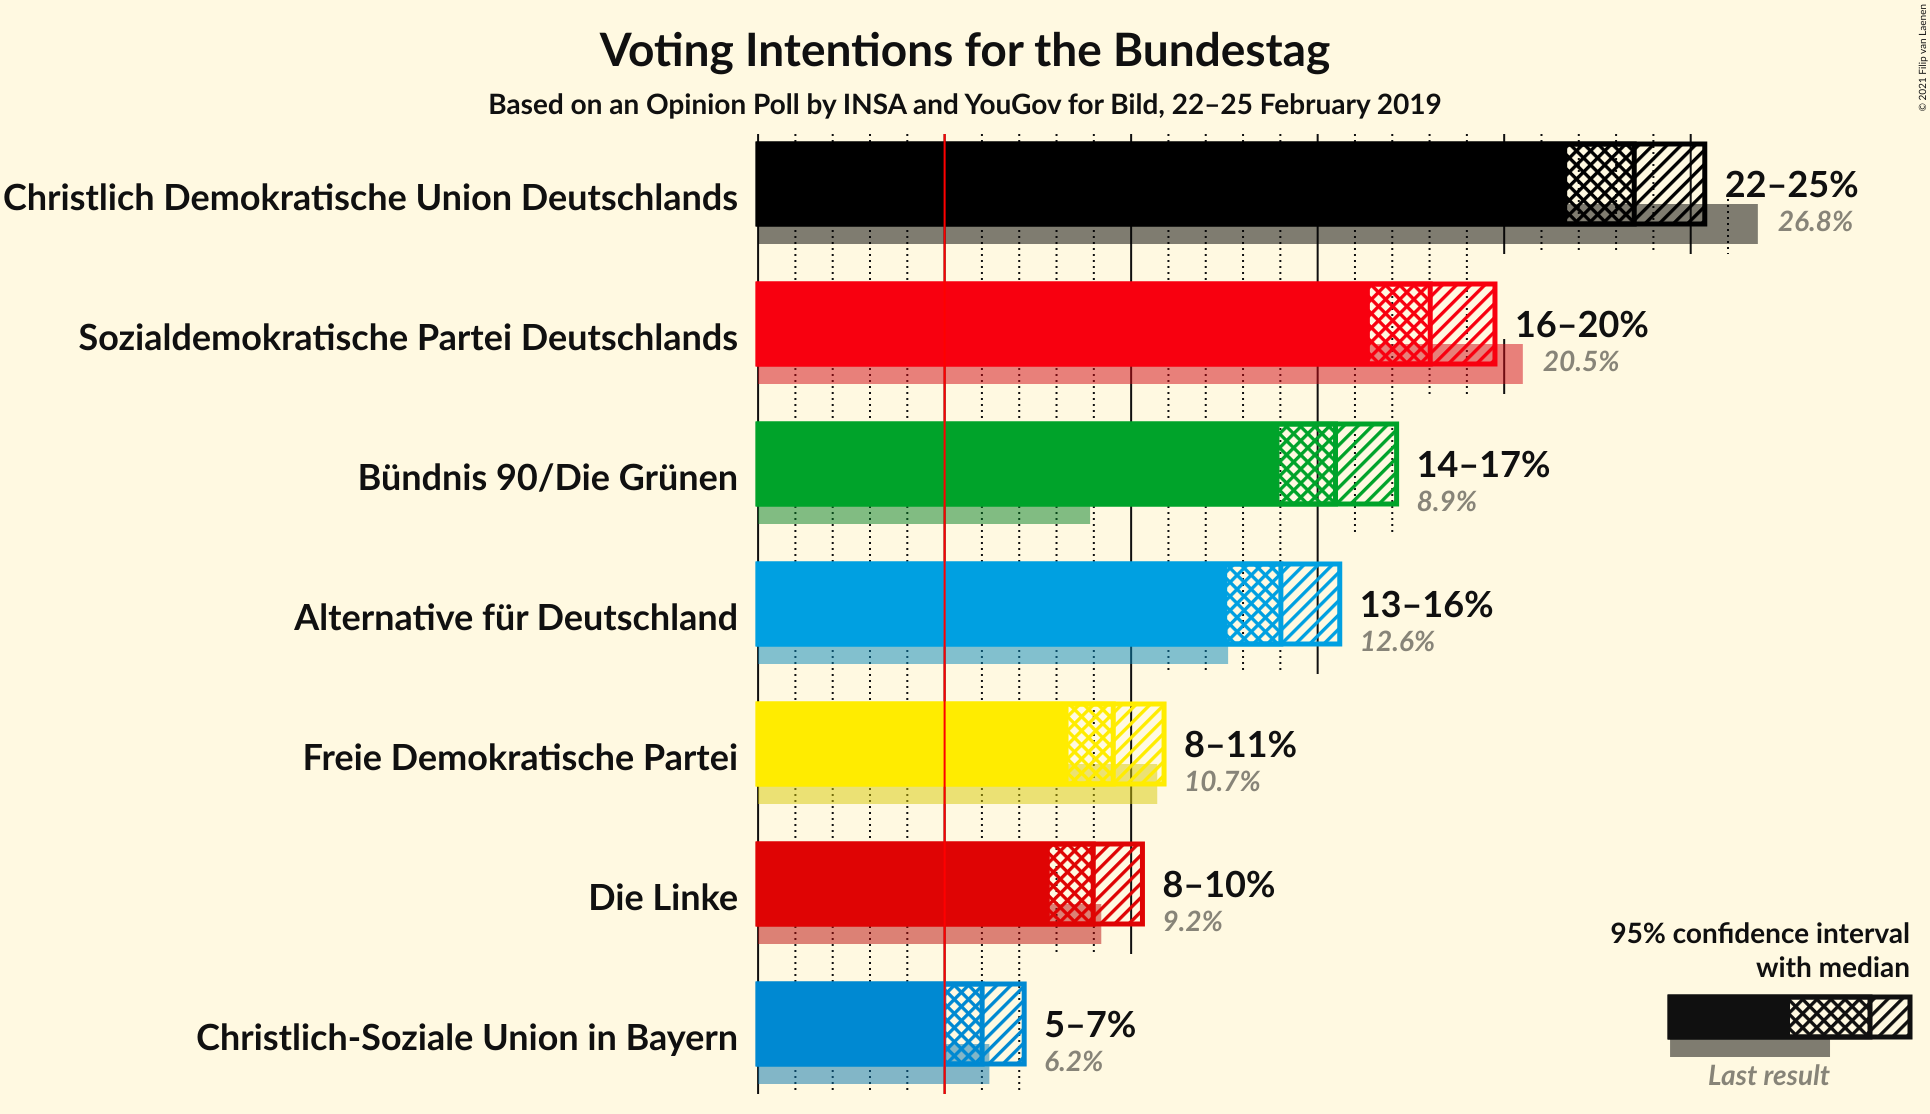 Voting Intentions for the Bundestag
Based on an Opinion Poll by INSA and YouGov for Bild, 22–25 February 2019
© 2021 Filip van Laenen
Christlich Demokratische Union Deutschlands
22–25%
26.8%
Sozialdemokratische Partei Deutschlands
16–20%
20.5%
Bündnis 90/Die Grünen
14–17%
8.9%
Alternative für Deutschland
13–16%
12.6%
Freie Demokratische Partei
8–11%
10.7%
Die Linke
8–10%
9.2%
Christlich-Soziale Union in Bayern
5–7%
6.2%
95% confidence interval
with median
Last result